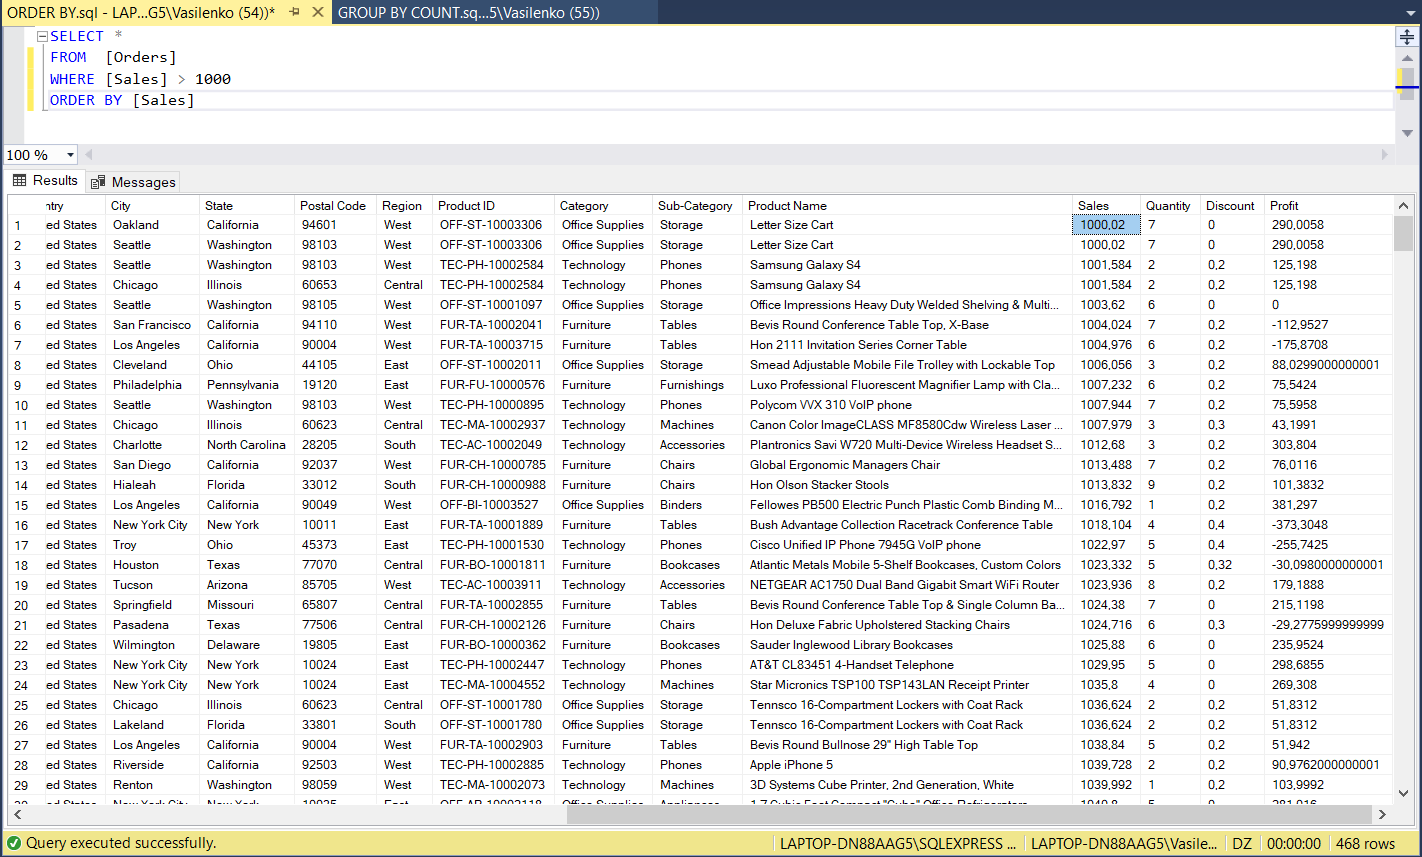 ORDER BY.sql - LAP...G5\Vasilenko (54))* GROUP BY COUNT.sq...5\Vasilenko (55))
SELECT *
FROM [Orders]
WHERE [Sales] > 1000
ORDER BY [Sales]
100 %
Results Messages
ntry City State Postal Code Region Product ID Category Sub-Category Product Name Sales Quantity Discount Profit
1 ed States Oakland California 94601 West OFF-ST-10003306 Office Supplies Storage Letter Size Cart 1000,02 7 0 290,0058
2 ed States Seattle Washington 98103 West OFF-ST-10003306 Office Supplies Storage Letter Size Cart 1000,02 7 0 290,0058
3 ed States Seattle Washington 98103 West TEC-PH-10002584 Technology Phones Samsung Galaxy S4 1001,584 2 0,2 125,198
4 ed States Chicago Illinois 60653 Central TEC-PH-10002584 Technology Phones Samsung Galaxy S4 1001,584 2 0,2 125,198
5 ed States Seattle Washington 98105 West OFF-ST-10001097 Office Supplies Storage Office Impressions Heavy Duty Welded Shelving & Multi... 1003,62 6 0 0
6 ed States San Francisco California 94110 West FUR-TA-10002041 Furniture Tables Bevis Round Conference Table Top, X-Base 1004,024 7 0,2 -112,9527
7 ed States Los Angeles California 90004 West FUR-TA-10003715 Furniture Tables Hon 2111 Invitation Series Corner Table 1004,976 6 0,2 -175,8708
8 ed States Cleveland Ohio 44105 East OFF-ST-10002011 Office Supplies Storage Smead Adjustable Mobile File Trolley with Lockable Top 1006,056 3 0,2 88,0299000000001
9 ed States Philadelphia Pennsylvania 19120 East FUR-FU-10000576 Furniture Furnishings Luxo Professional Fluorescent Magnifier Lamp with Cla... 1007,232 6 0,2 75,5424
10 ed States Seattle Washington 98103 West TEC-PH-10000895 Technology Phones Polycom VVX 310 VoIP phone 1007,944 7 0,2 75,5958
11 ed States Chicago Illinois 60623 Central TEC-MA-10002937 Technology Machines Canon Color ImageCLASS MF8580Cdw Wireless Laser ... 1007,979 3 0,3 43,1991
12 ed States Charlotte North Carolina 28205 South TEC-AC-10002049 Technology Accessories Plantronics Savi W720 Multi-Device Wireless Headset S... 1012,68 3 0,2 303,804
13 ed States San Diego California 92037 West FUR-CH-10000785 Furniture Chairs Global Ergonomic Managers Chair 1013,488 7 0,2 76,0116
14 ed States Hialeah Florida 33012 South FUR-CH-10000988 Furniture Chairs Hon Olson Stacker Stools 1013,832 9 0,2 101,3832
15 ed States Los Angeles California 90049 West OFF-BI-10003527 Office Supplies Binders Fellowes PB500 Electric Punch Plastic Comb Binding M... 1016,792 1 0,2 381,297
16 ed States New York City New York 10011 East FUR-TA-10001889 Furniture Tables Bush Advantage Collection Racetrack Conference Table 1018,104 4 0,4 -373,3048
17 ed States Troy Ohio 45373 East TEC-PH-10001530 Technology Phones Cisco Unified IP Phone 7945G VoIP phone 1022,97 5 0,4 -255,7425
18 ed States Houston Texas 77070 Central FUR-BO-10001811 Furniture Bookcases Atlantic Metals Mobile 5-Shelf Bookcases, Custom Colors 1023,332 5 0,32 -30,0980000000001
19 ed States Tucson Arizona 85705 West TEC-AC-10003911 Technology Accessories NETGEAR AC1750 Dual Band Gigabit Smart WiFi Router 1023,936 8 0,2 179,1888
20 ed States Springfield Missouri 65807 Central FUR-TA-10002855 Furniture Tables Bevis Round Conference Table Top & Single Column Ba... 1024,38 7 0 215,1198
21 ed States Pasadena Texas 77506 Central FUR-CH-10002126 Furniture Chairs Hon Deluxe Fabric Upholstered Stacking Chairs 1024,716 6 0,3 -29,2775999999999
22 ed States Wilmington Delaware 19805 East FUR-BO-10000362 Furniture Bookcases Sauder Inglewood Library Bookcases 1025,88 6 0 235,9524
23 ed States New York City New York 10024 East TEC-PH-10002447 Technology Phones AT&T CL83451 4-Handset Telephone 1029,95 5 0 298,6855
24 ed States New York City New York 10024 East TEC-MA-10004552 Technology Machines Star Micronics TSP100 TSP143LAN Receipt Printer 1035,8 4 0 269,308
25 ed States Chicago Illinois 60623 Central OFF-ST-10001780 Office Supplies Storage Tennsco 16-Compartment Lockers with Coat Rack 1036,624 2 0,2 51,8312
26 ed States Lakeland Florida 33801 South OFF-ST-10001780 Office Supplies Storage Tennsco 16-Compartment Lockers with Coat Rack 1036,624 2 0,2 51,8312
27 ed States Los Angeles California 90004 West FUR-TA-10002903 Furniture Tables Bevis Round Bullnose 29" High Table Top 1038,84 5 0,2 51,942
28 ed States Riverside California 92503 West TEC-PH-10002885 Technology Phones Apple iPhone 5 1039,728 2 0,2 90,9762000000001
29 ed States Renton Washington 98059 West TEC-MA-10002073 Technology Machines 3D Systems Cube Printer, 2nd Generation, White 1039,992 1 0,2 103,9992
Query executed successfully. LAPTOP-DN88AAG5\SQLEXPRESS ... LAPTOP-DN88AAG5\Vasile... DZ 00:00:00 468 rows